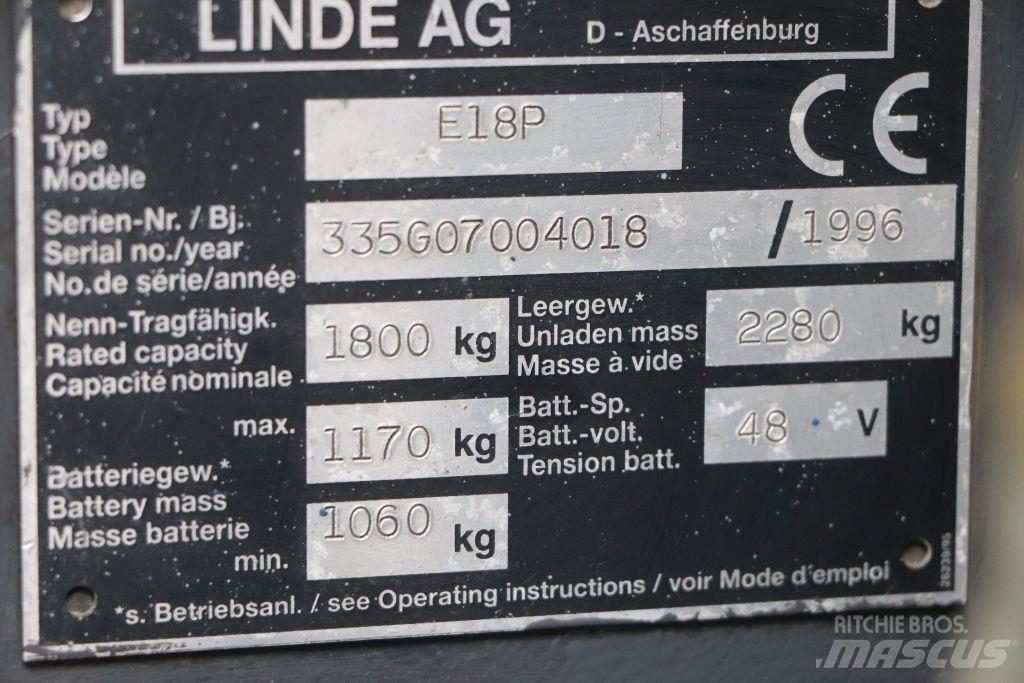 LINDE AG D - Aschaffenburg
Typ
Type
Modèle
E18P
CE
Serien-Nr. / Bj.
Serial no./year
No.de série/année
335G07004018 / 1996
Nenn-Tragfähigk.
Rated capacity
Capacité nominale
1800 kg
Leergew.*
Unladen mass
Masse à vide
2280 kg
Batteriegew.*
Battery mass
Masse batterie
max.
1170 kg
min.
1060 kg
Batt.-Sp.
Batt.-volt.
Tension batt.
48 V
*s. Betriebsanl. / see Operating instructions / voir Mode d'emploi
RITCHIE BROS.
MASCUS